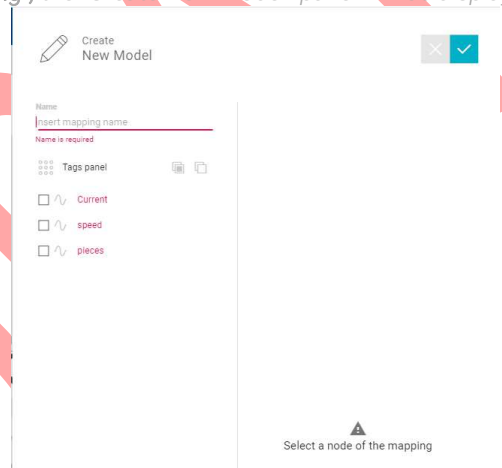 Create
New Model
Name
Insert mapping name
Name is required
Tags panel
Current
speed
pieces
Select a node of the mapping